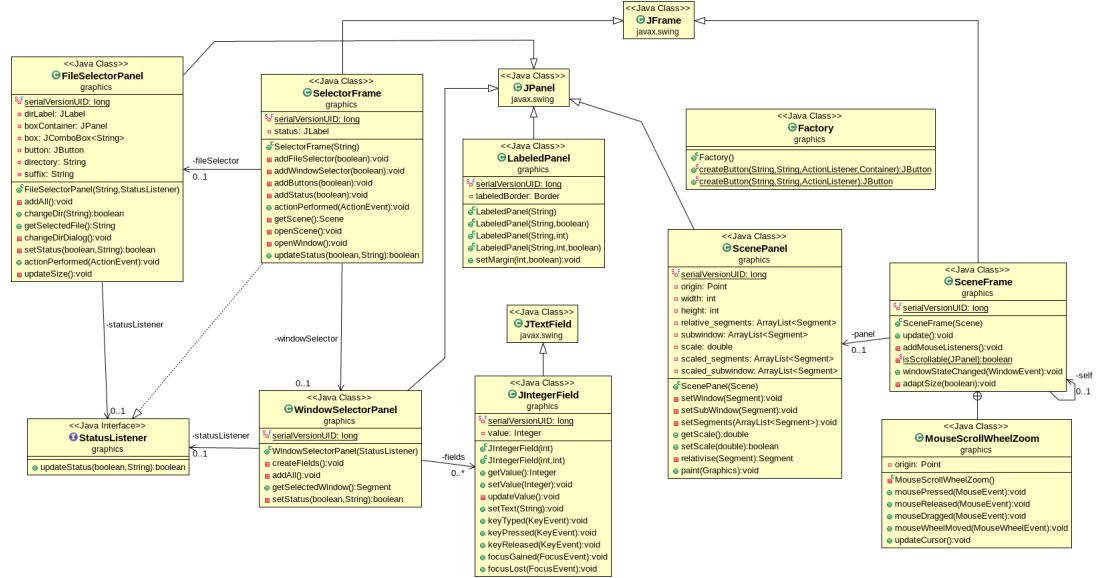 <<Java Class>>
JFrame
javax.swing
<<Java Class>>
FileSelectorPanel
graphics
serialVersionUID: long
dirLabel: JLabel
boxContainer: JPanel
box: JComboBox<String>
button: JButton
directory: String
suffix: String
FileSelectorPanel(String,StatusListener)
addAll():void
changeDir(String):boolean
getSelectedFile():String
changeDirDialog():void
setStatus(boolean,String):boolean
actionPerformed(ActionEvent):void
updateSize():void
<<Java Class>>
SelectorFrame
graphics
serialVersionUID: long
status: JLabel
SelectorFrame(String)
addFileSelector(boolean):void
addWindowSelector(boolean):void
addButtons(boolean):void
addStatus(boolean):void
actionPerformed(ActionEvent):void
getScene():Scene
openScene():void
openWindow():void
updateStatus(boolean,String):boolean
-fileSelector
0..1
<<Java Class>>
JPanel
javax.swing
<<Java Class>>
LabeledPanel
graphics
serialVersionUID: long
labeledBorder: Border
LabeledPanel(String)
LabeledPanel(String,boolean)
LabeledPanel(String,int)
LabeledPanel(String,int,boolean)
setMargin(int,boolean):void
<<Java Class>>
Factory
graphics
Factory()
createButton(String,String,ActionListener,Container):JButton
createButton(String,String,ActionListener):JButton
<<Java Class>>
ScenePanel
graphics
serialVersionUID: long
origin: Point
width: int
height: int
relative_segments: ArrayList<Segment>
subwindow: ArrayList<Segment>
scale: double
scaled_segments: ArrayList<Segment>
scaled_subwindow: ArrayList<Segment>
ScenePanel(Scene)
setWindow(Segment):void
setSubWindow(Segment):void
setSegments(ArrayList<Segment>):void
getScale():double
setScale(double):boolean
relativise(Segment):Segment
paint(Graphics):void
<<Java Class>>
SceneFrame
graphics
serialVersionUID: long
SceneFrame(Scene)
update():void
addMouseListeners():void
isScrollable(JPanel):boolean
windowStateChanged(WindowEvent):void
adaptSize(boolean):void
-panel
0..1
-self
0..1
<<Java Class>>
MouseScrollWheelZoom
graphics
origin: Point
MouseScrollWheelZoom()
mousePressed(MouseEvent):void
mouseReleased(MouseEvent):void
mouseDragged(MouseEvent):void
mouseWheelMoved(MouseWheelEvent):void
updateCursor():void
<<Java Class>>
JTextField
javax.swing
<<Java Class>>
JIntegerField
graphics
serialVersionUID: long
value: Integer
JIntegerField(int)
JIntegerField(int,int)
getValue():Integer
setValue(Integer):void
updateValue():void
setText(String):void
keyTyped(KeyEvent):void
keyPressed(KeyEvent):void
keyReleased(KeyEvent):void
focusGained(FocusEvent):void
focusLost(FocusEvent):void
-statusListener
0..1
-windowSelector
0..1
<<Java Class>>
WindowSelectorPanel
graphics
serialVersionUID: long
WindowSelectorPanel(StatusListener)
createFields():void
addAll():void
getSelectedWindow():Segment
setStatus(boolean,String):boolean
-fields
0..*
-statusListener
0..1
<<Java Interface>>
StatusListener
graphics
updateStatus(boolean,String):boolean